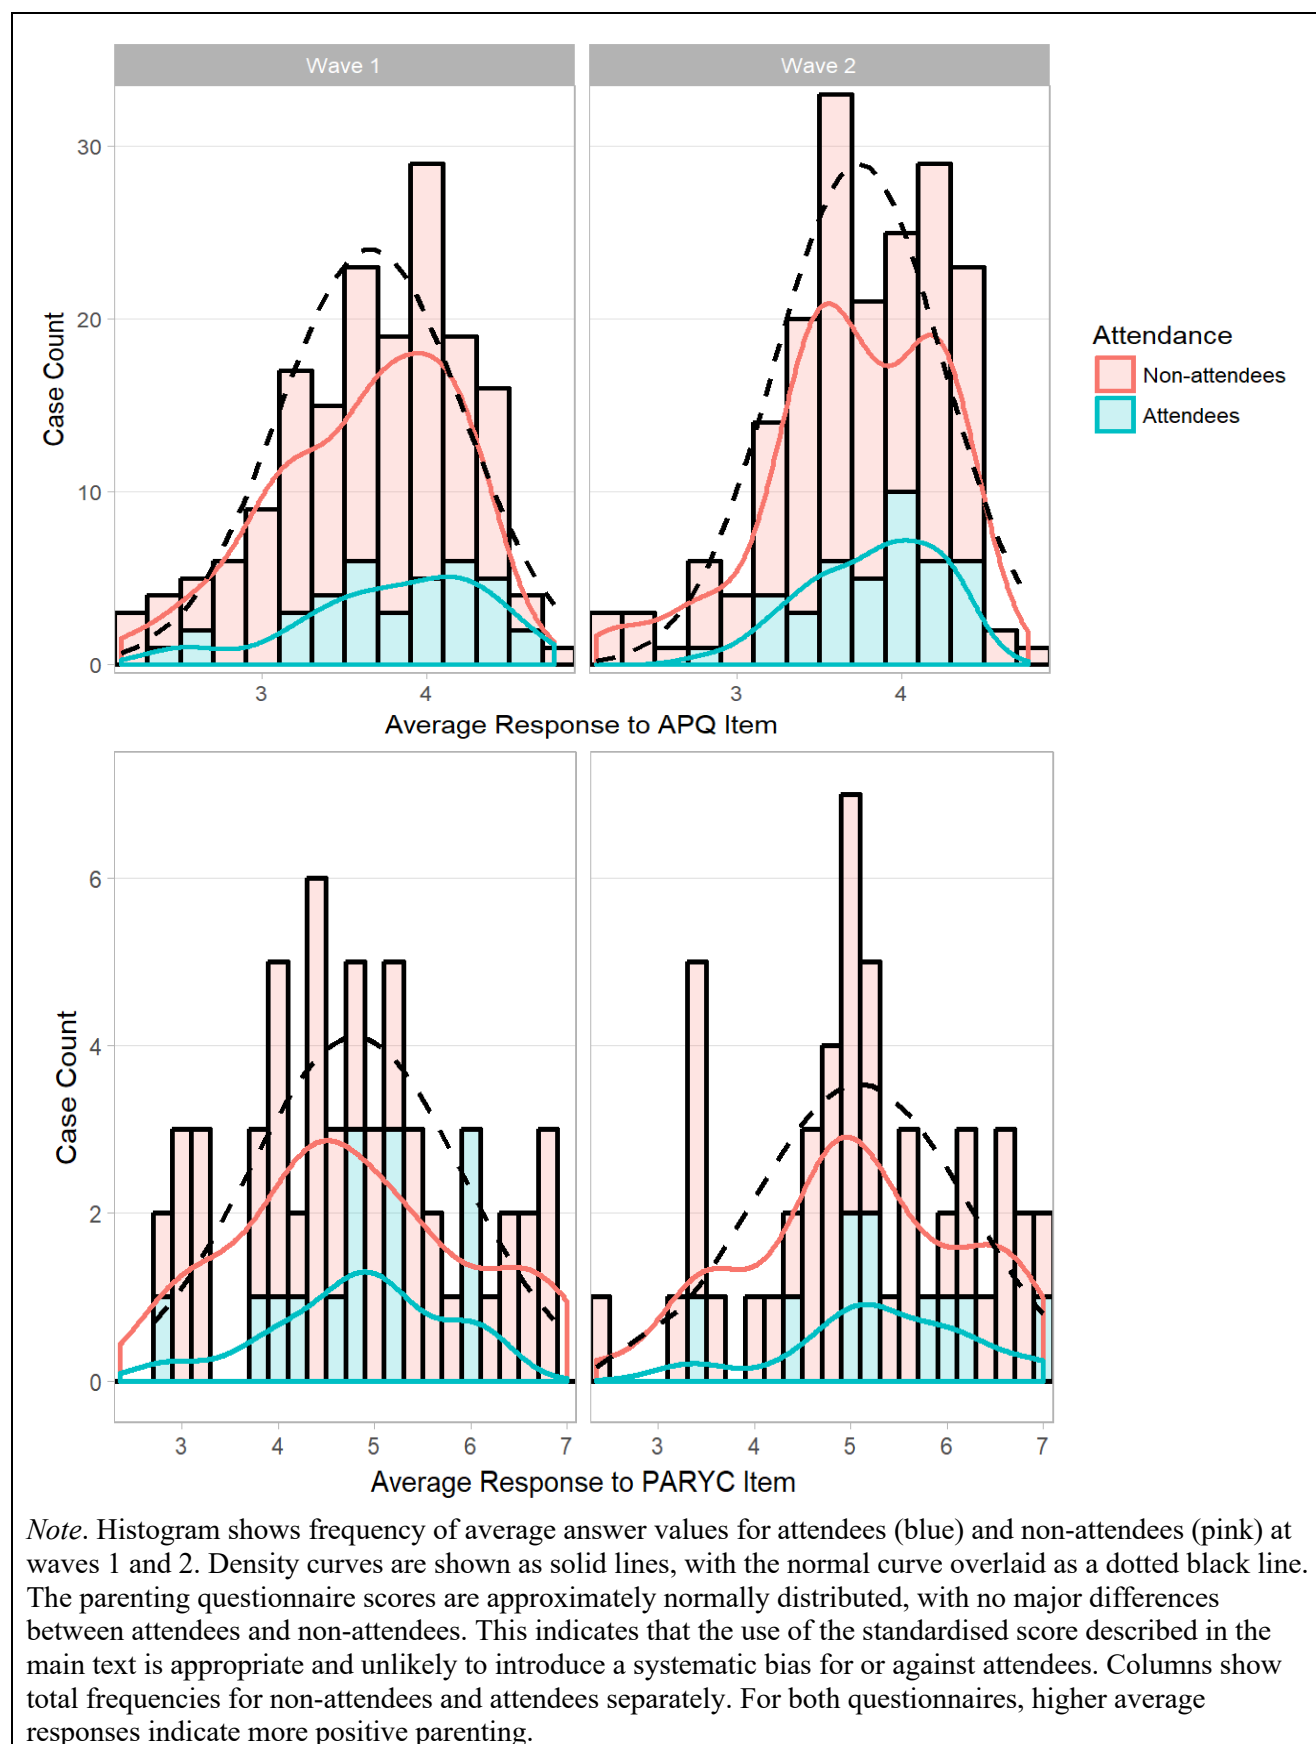 Wave 1
Wave 2
30
20
10
0
Case Count
3
4
3
4
Average Response to APQ Item
Attendance
Non-attendees
Attendees
6
4
2
0
Case Count
3
4
5
6
7
3
4
5
6
7
Average Response to PARYC Item
Note. Histogram shows frequency of average answer values for attendees (blue) and non-attendees (pink) at
waves 1 and 2. Density curves are shown as solid lines, with the normal curve overlaid as a dotted black line.
The parenting questionnaire scores are approximately normally distributed, with no major differences
between attendees and non-attendees. This indicates that the use of the standardised score described in the
main text is appropriate and unlikely to introduce a systematic bias for or against attendees. Columns show
total frequencies for non-attendees and attendees separately. For both questionnaires, higher average
responses indicate more positive parenting.